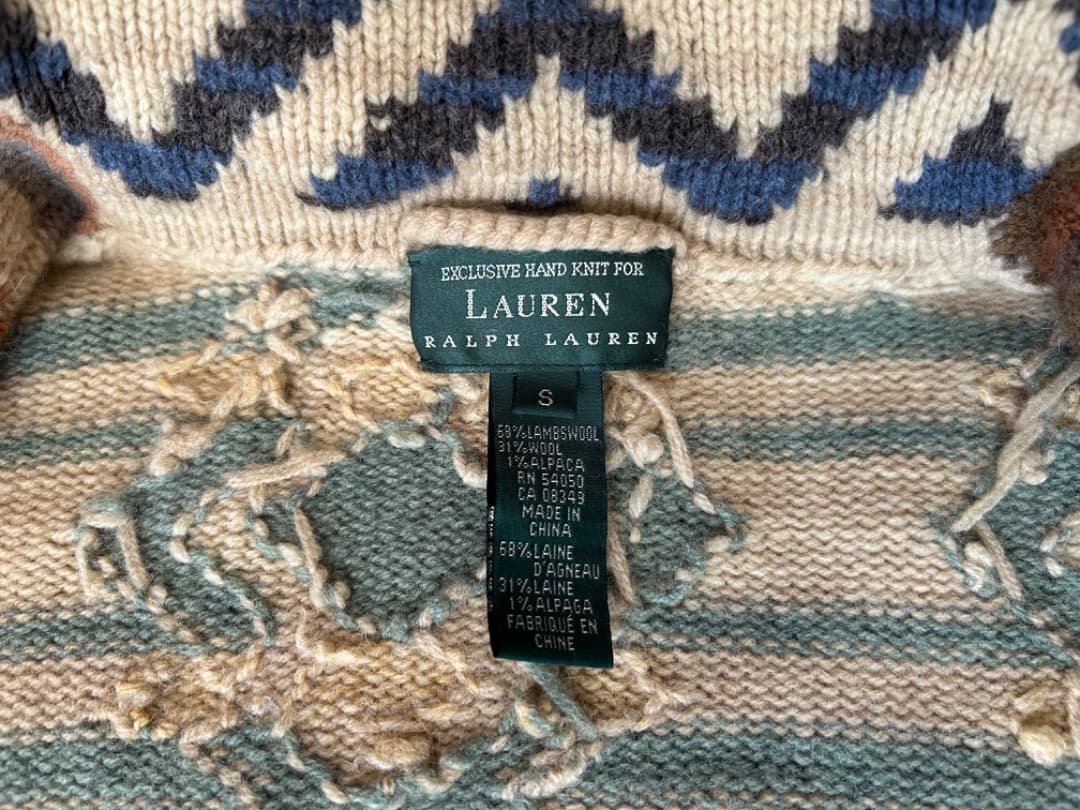 EXCLUSIVE HAND KNIT FOR
LAUREN
RALPH LAUREN
S
68%LAMBSWOOL
31%WOOL
1%ALPACA
RN 54050
CA 08349
MADE IN
CHINA
68%LAINE
D'AGNEAU
31%LAINE
1%ALPAGA
FABRIQUÉ EN
CHINE